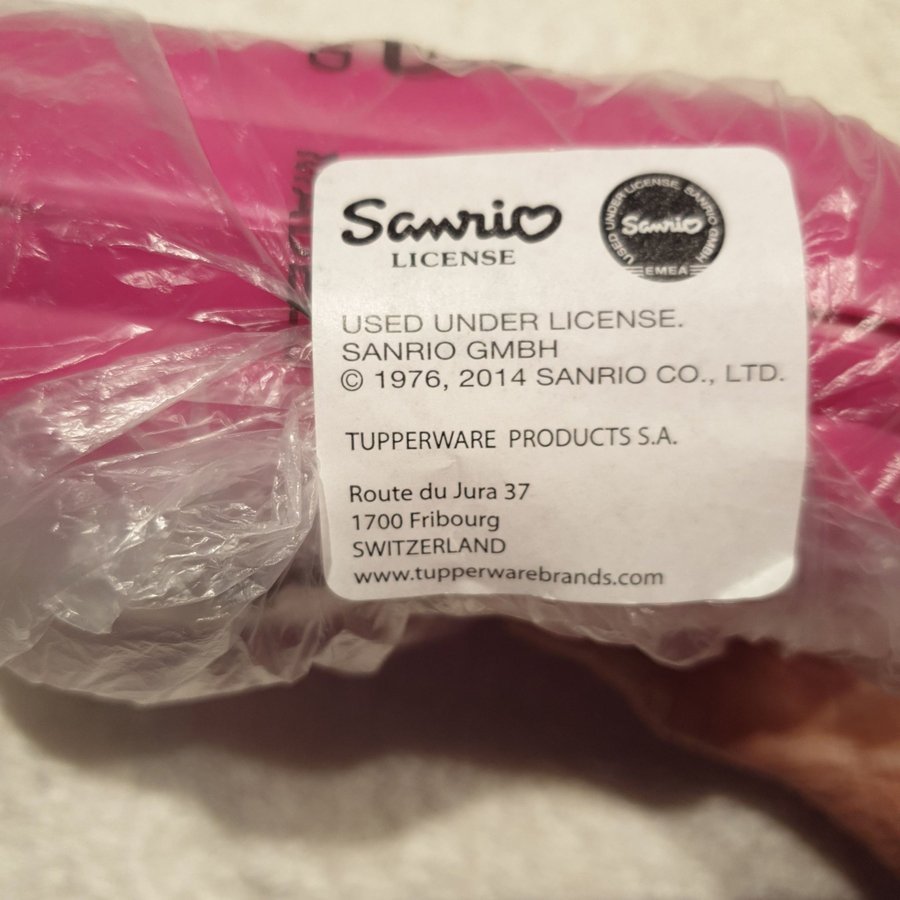 Sanrio
LICENSE
USED UNDER LICENSE. SANRIO GMBH
Sanrio
EMEA
USED UNDER LICENSE.
SANRIO GMBH
© 1976, 2014 SANRIO CO., LTD.
TUPPERWARE PRODUCTS S.A.
Route du Jura 37
1700 Fribourg
SWITZERLAND
www.tupperwarebrands.com